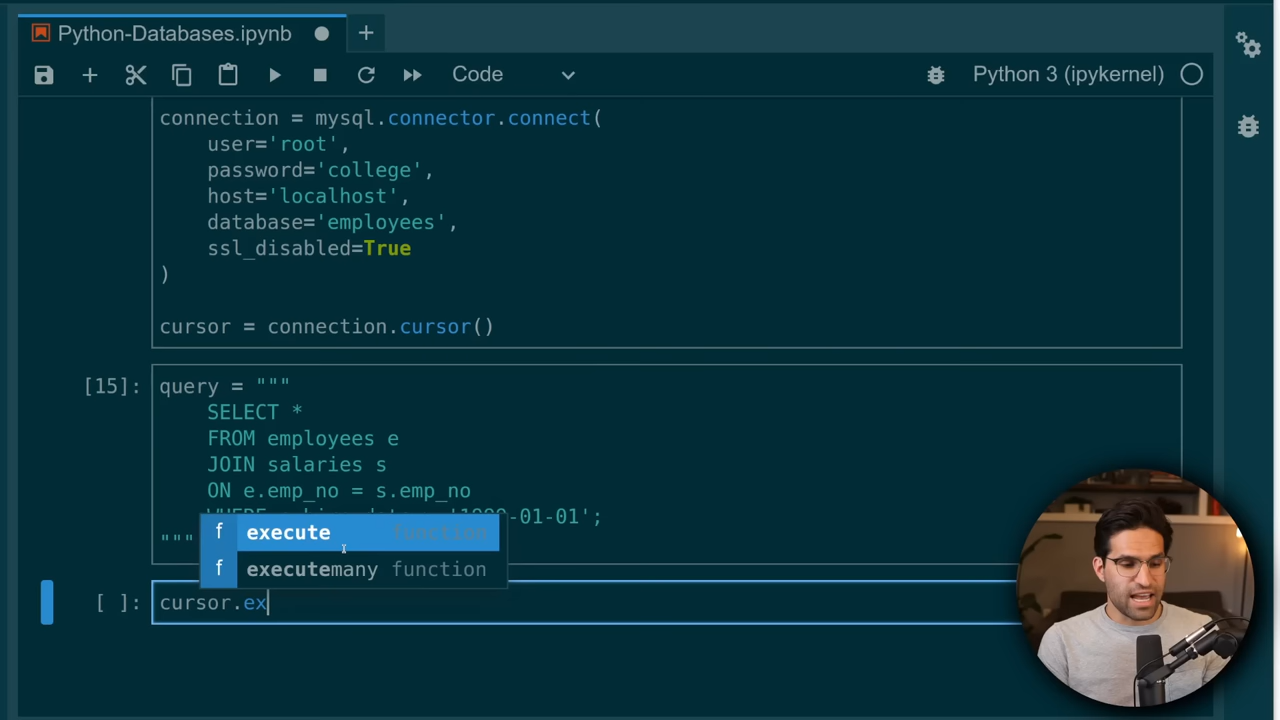 Python-Databases.ipynb
Code
Python 3 (ipykernel)
connection = mysql.connector.connect(
user='root',
password='college',
host='localhost',
database='employees',
ssl_disabled=True
)
cursor = connection.cursor()
[15]:
query = """
SELECT *
FROM employees e
JOIN salaries s
ON e.emp_no = s.emp_no
-01-01';
"""
f execute function
f executemany function
[ ]:
cursor.ex